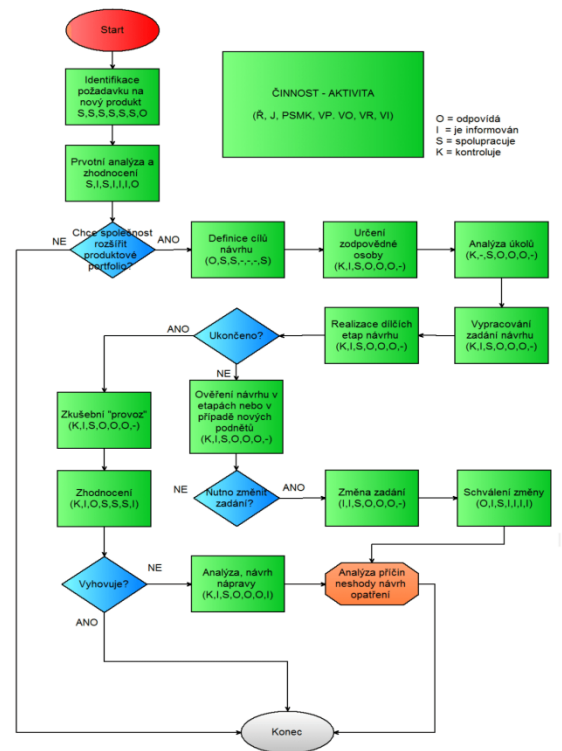 Start
Identifikace
požadavku na
nový produkt
S,S,S,S,S,S,O
ČINNOST - AKTIVITA
(Ř, J, PSMK, VP. VO, VR, VI)
O = odpovídá
I = je informován
S = spolupracuje
K = kontroluje
Prvotní analýza a
zhodnocení
S,I,S,I,I,I,O
Chce společnost
rozšířit
produktové
portfolio?
NE
ANO
Definice cílů
návrhu
(O,S,S,-,-,-,S)
Určení
zodpovědné
osoby
(K,I,S,O,O,O,-)
Analýza úkolů
(K,-,S,O,O,O,-)
Vypracování
zadání návrhu
(K,I,S,O,O,O,-)
Realizace dílčích
etap návrhu
(K,I,S,O,O,O,-)
Ukončeno?
ANO
NE
Zkušební "provoz"
(K,I,S,O,O,O,-)
Ověření návrhu v
etapách nebo v
případě nových
podnětů
(K,I,S,O,O,O,-)
Zhodnocení
(K,I,O,S,S,S,I)
NE
Nutno změnit
zadání?
ANO
Změna zadání
(I,I,S,O,O,O,-)
Schválení změny
(O,I,S,I,I,I,I)
Vyhovuje?
NE
ANO
Analýza, návrh
nápravy
(K,I,S,O,O,O,I)
Analýza příčin
neshody návrh
opatření
Konec